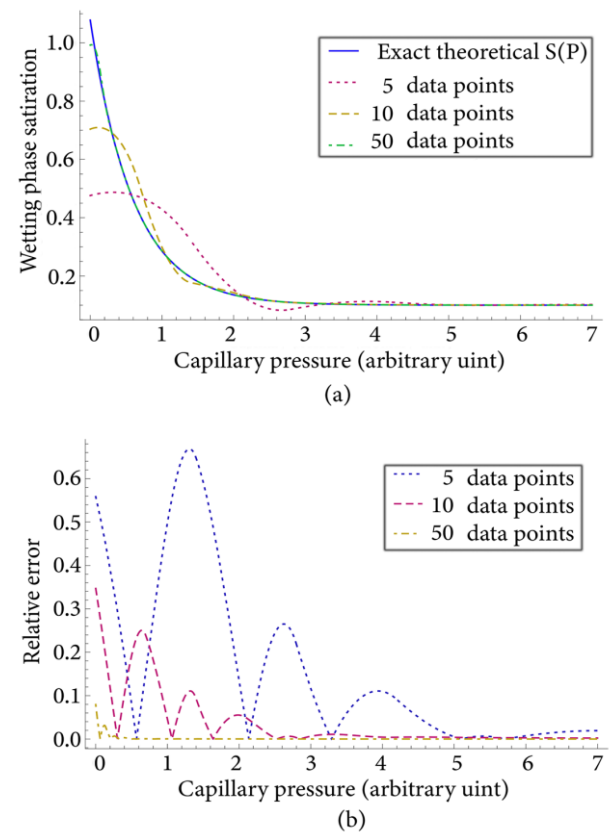 Wetting phase satiration
1.0
0.8
0.6
0.4
0.2
Exact theoretical S(P)
5 data points
10 data points
50 data points
0 1 2 3 4 5 6 7
Capillary pressure (arbitrary uint)
(a)
Relative error
0.6
0.5
0.4
0.3
0.2
0.1
0.0
5 data points
10 data points
50 data points
0 1 2 3 4 5 6 7
Capillary pressure (arbitrary uint)
(b)